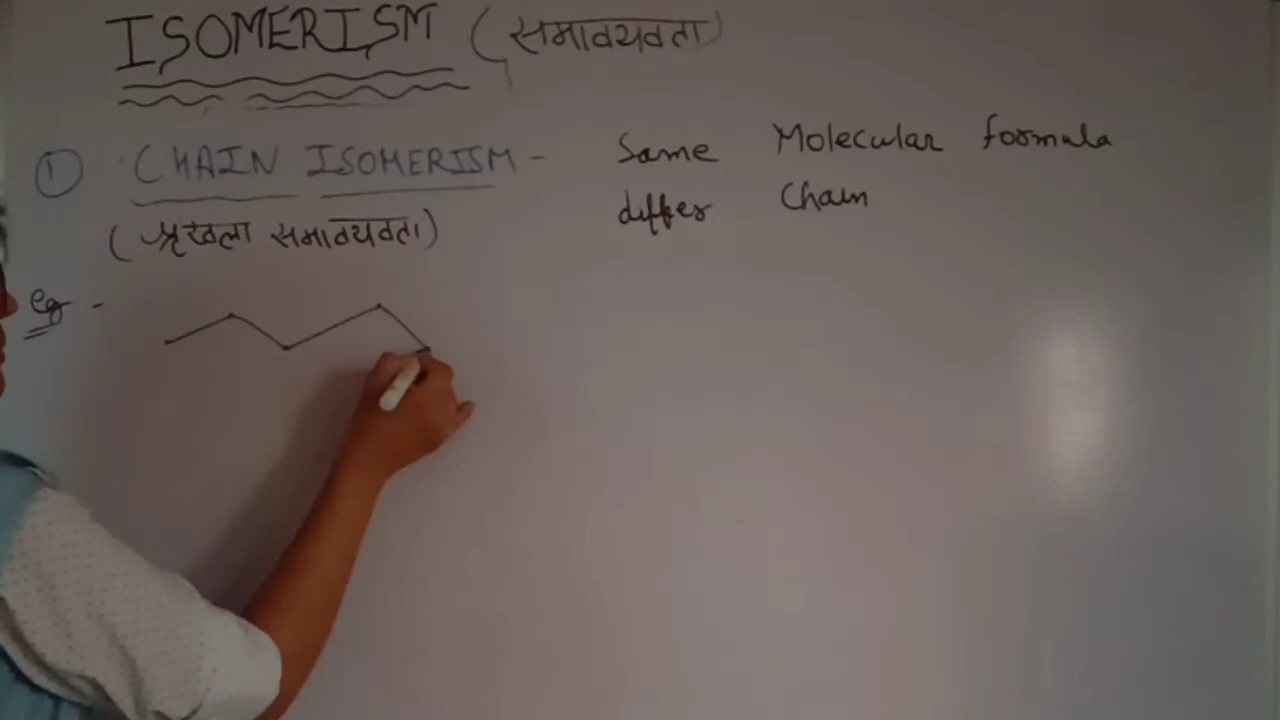 ISOMERISM (समावयवता)
① CHAIN ISOMERISM - Same Molecular formula
(श्रृंखला समावयवता) differ Chain
eg -